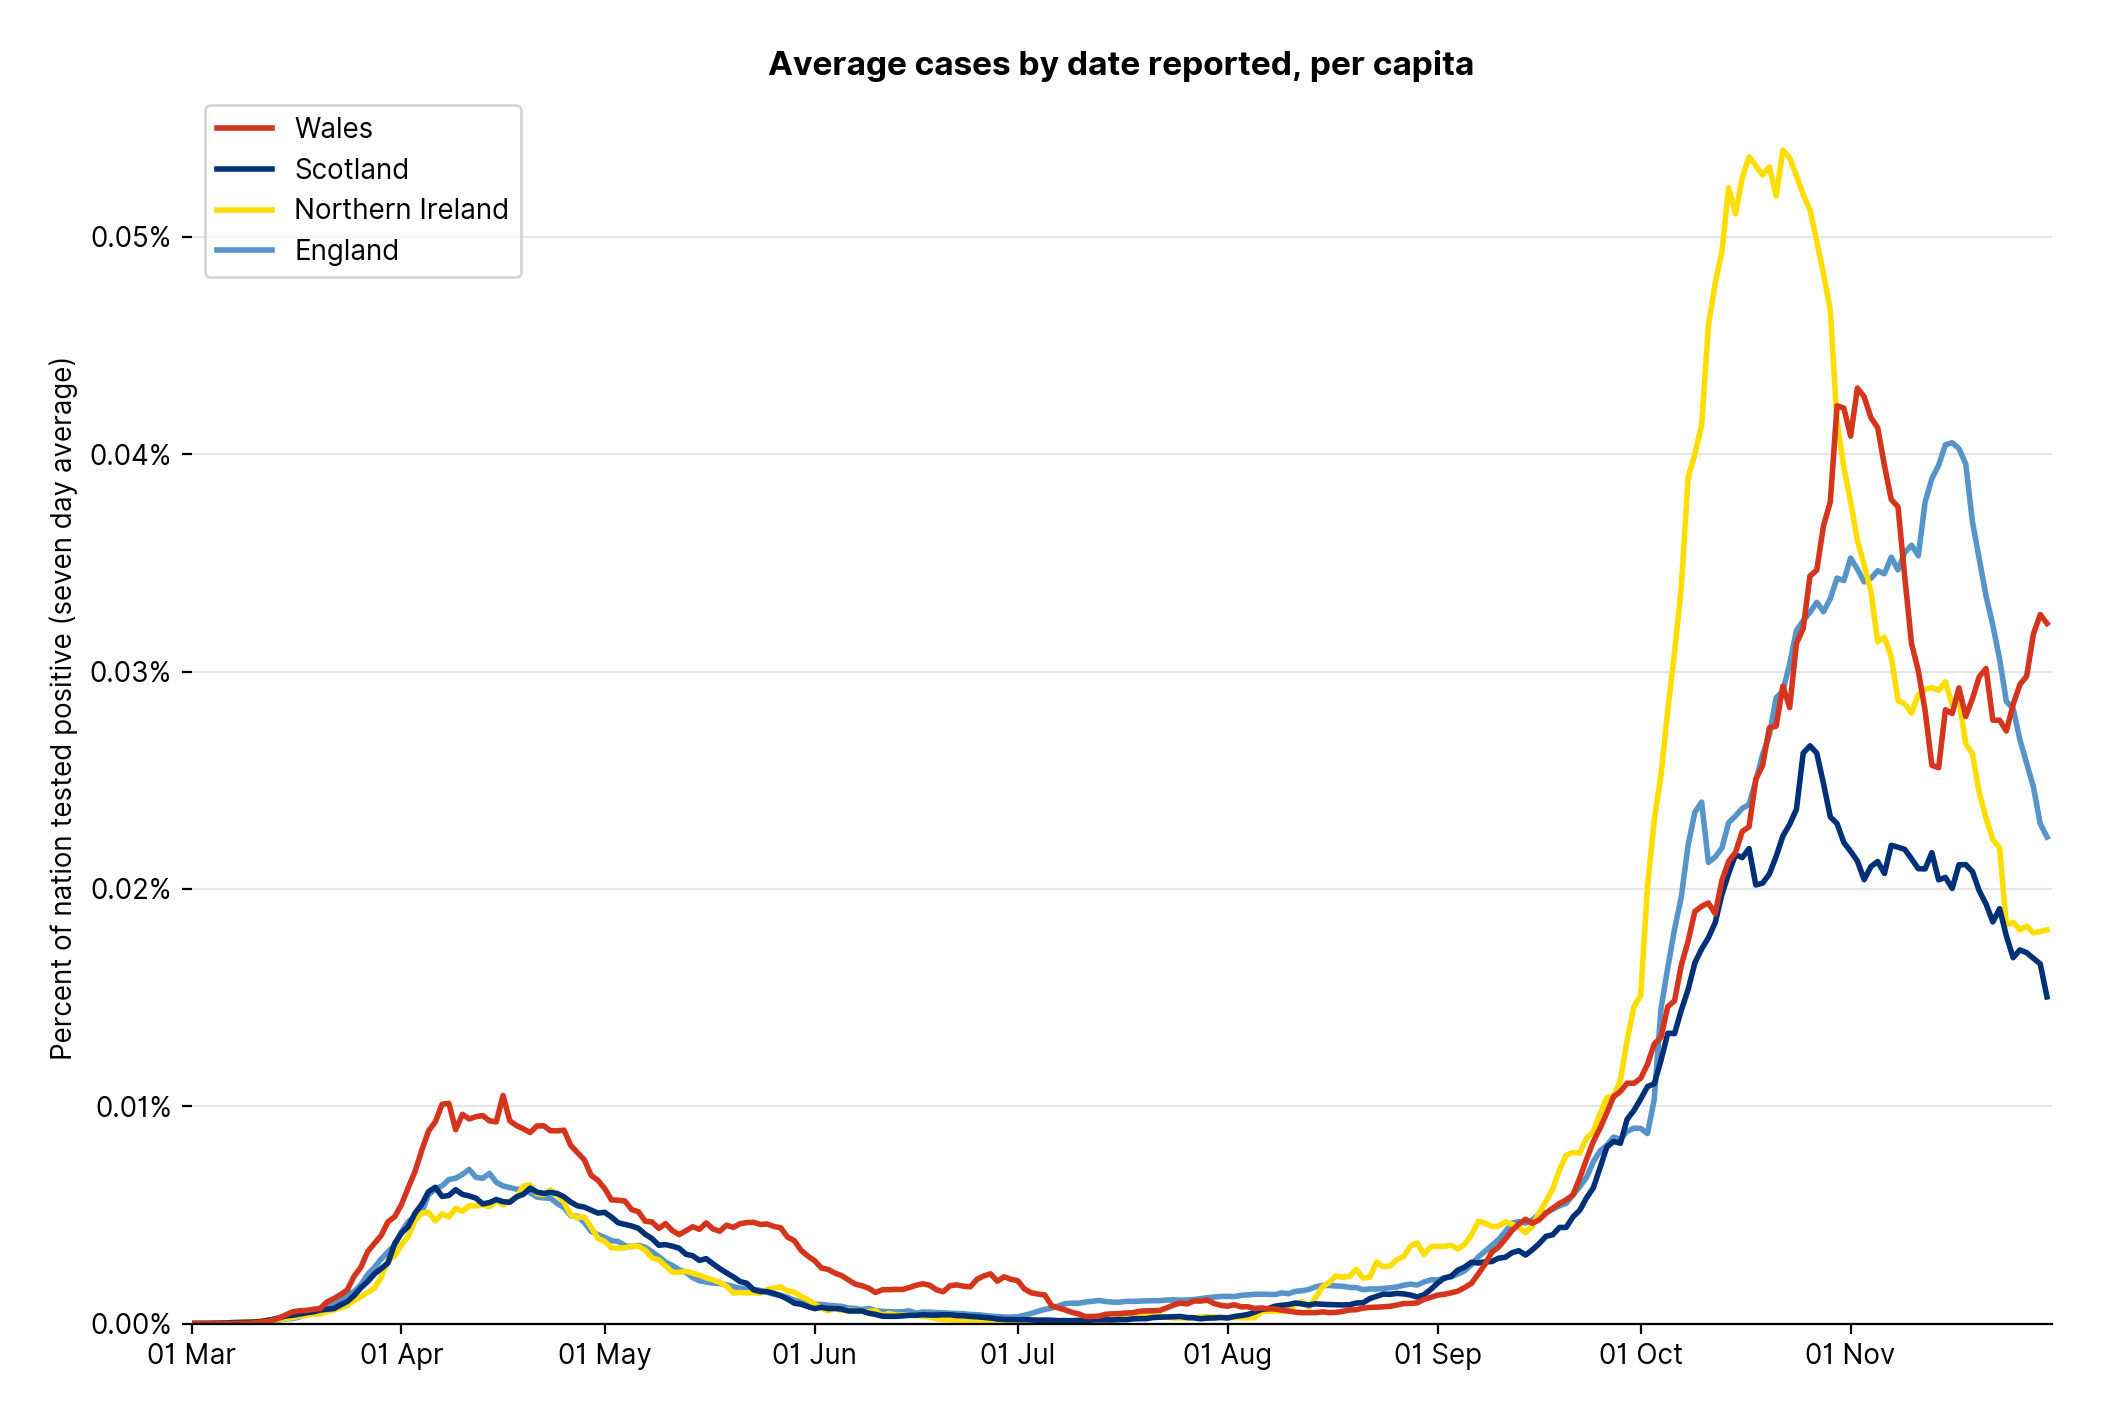 Average cases by date reported, per capita
Wales
Scotland
Northern Ireland
England
Percent of nation tested positive (seven day average)
0.05%
0.04%
0.03%
0.02%
0.01%
0.00%
01 Mar
01 Apr
01 May
01 Jun
01 Jul
01 Aug
01 Sep
01 Oct
01 Nov